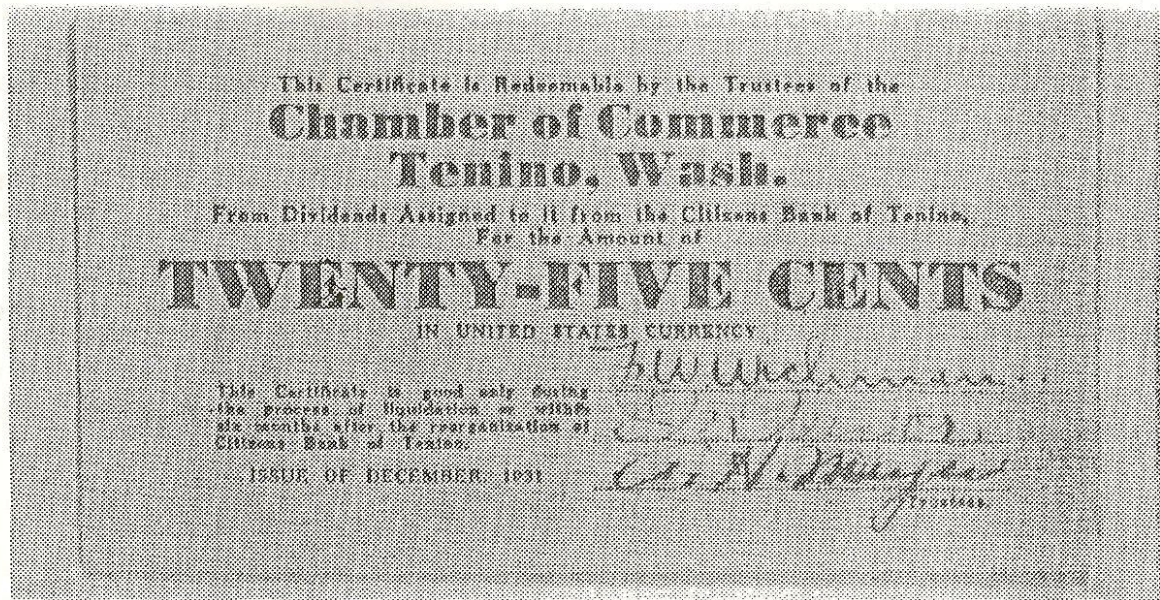 This Certificate is Redeemable by the Trustees of the
Chamber of Commerce
Tenino, Wash.
From Dividends Assigned to it from the Citizens Bank of Tenino,
For the Amount of
TWENTY-FIVE CENTS
IN UNITED STATES CURRENCY
This Certificate is good only during
the process of liquidation or within
six months after the reorganization of
Citizens Bank of Tenino.
ISSUE OF DECEMBER, 1931
Trustees.